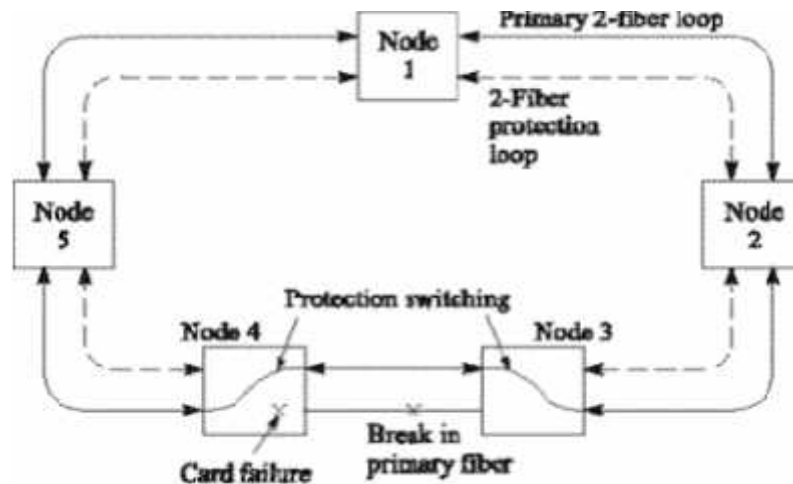 Primary 2-fiber loop
Node
1
2-Fiber
protection
loop
Node
5
Node
2
Protection switching
Node 4
Node 3
Break in
primary fiber
Card failure